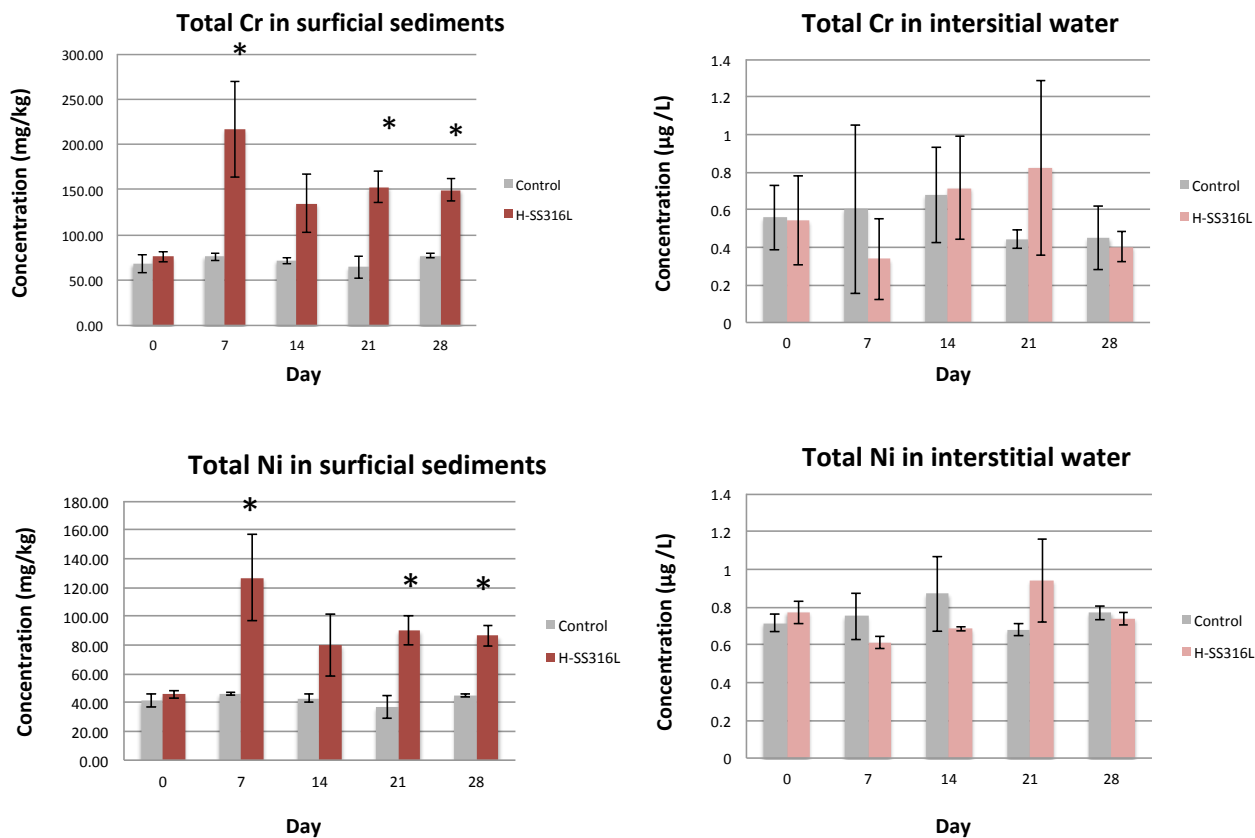 Total Cr in surficial sediments
Concentration (mg/kg)
300.00
250.00
200.00
150.00
100.00
50.00
0.00
*
*
*
0 7 14 21 28
Day
Control
H-SS316L
Total Cr in intersitial water
Concentration (μg /L)
1.4
1.2
1
0.8
0.6
0.4
0.2
0
0 7 14 21 28
Day
Control
H-SS316L
Total Ni in surficial sediments
Concentration (mg/kg)
180.00
160.00
140.00
120.00
100.00
80.00
60.00
40.00
20.00
0.00
*
*
*
0 7 14 21 28
Day
Control
H-SS316L
Total Ni in interstitial water
Concentration (μg /L)
1.4
1.2
1
0.8
0.6
0.4
0.2
0
0 7 14 21 28
Day
Control
H-SS316L